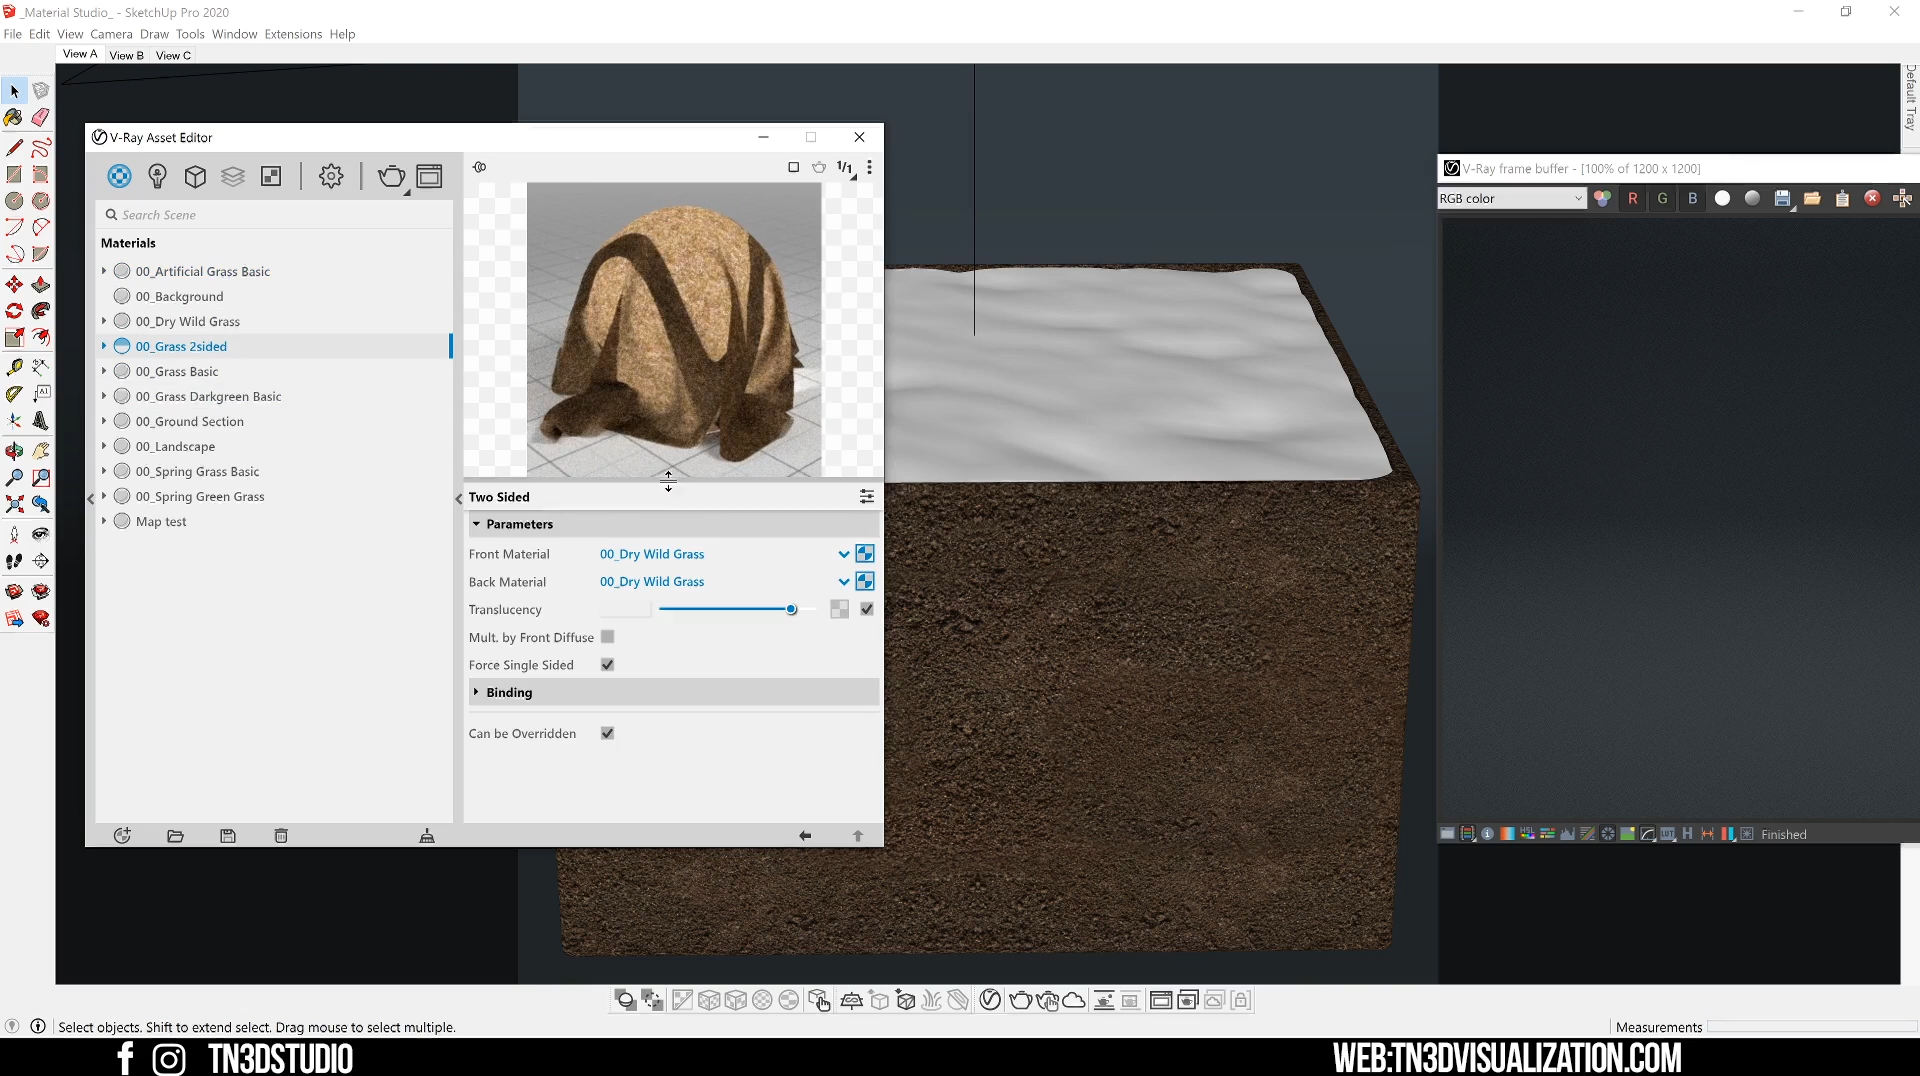 _Material Studio_ - SketchUp Pro 2020
File Edit View Camera Draw Tools Window Extensions Help
View A View B View C
Default Tray
V-Ray Asset Editor
V-Ray frame buffer - [100% of 1200 x 1200]
1/1
RGB color
R G B
Search Scene
Materials
00_Artificial Grass Basic
00_Background
00_Dry Wild Grass
00_Grass 2sided
00_Grass Basic
00_Grass Darkgreen Basic
00_Ground Section
00_Landscape
00_Spring Grass Basic
00_Spring Green Grass
Map test
Two Sided
Parameters
Front Material 00_Dry Wild Grass
Back Material 00_Dry Wild Grass
Translucency
Mult. by Front Diffuse
Force Single Sided
Binding
Can be Overridden
HSL
LUT
H
Finished
Select objects. Shift to extend select. Drag mouse to select multiple.
Measurements
TN3DSTUDIO
WEB:TN3DVISUALIZATION.COM